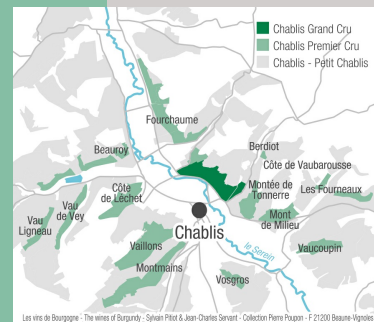 Chablis Grand Cru
Chablis Premier Cru
Chablis - Petit Chablis
Fourchaume
Beauroy
Berdiot
Côte de Vaubarousse
Montée de
Tonnerre
Les Fourneaux
Côte
de Lêchet
Vau
de Vey
Vau
Ligneau
Mont
de Milieu
Chablis
Vaillons
le Serein
Vaucoupin
Montmains
Vosgros
Les vins de Bourgogne - The wines of Burgundy - Sylvain Pitiot & Jean-Charles Servant - Collection Pierre Poupon - F 21200 Beaune-Vignoles